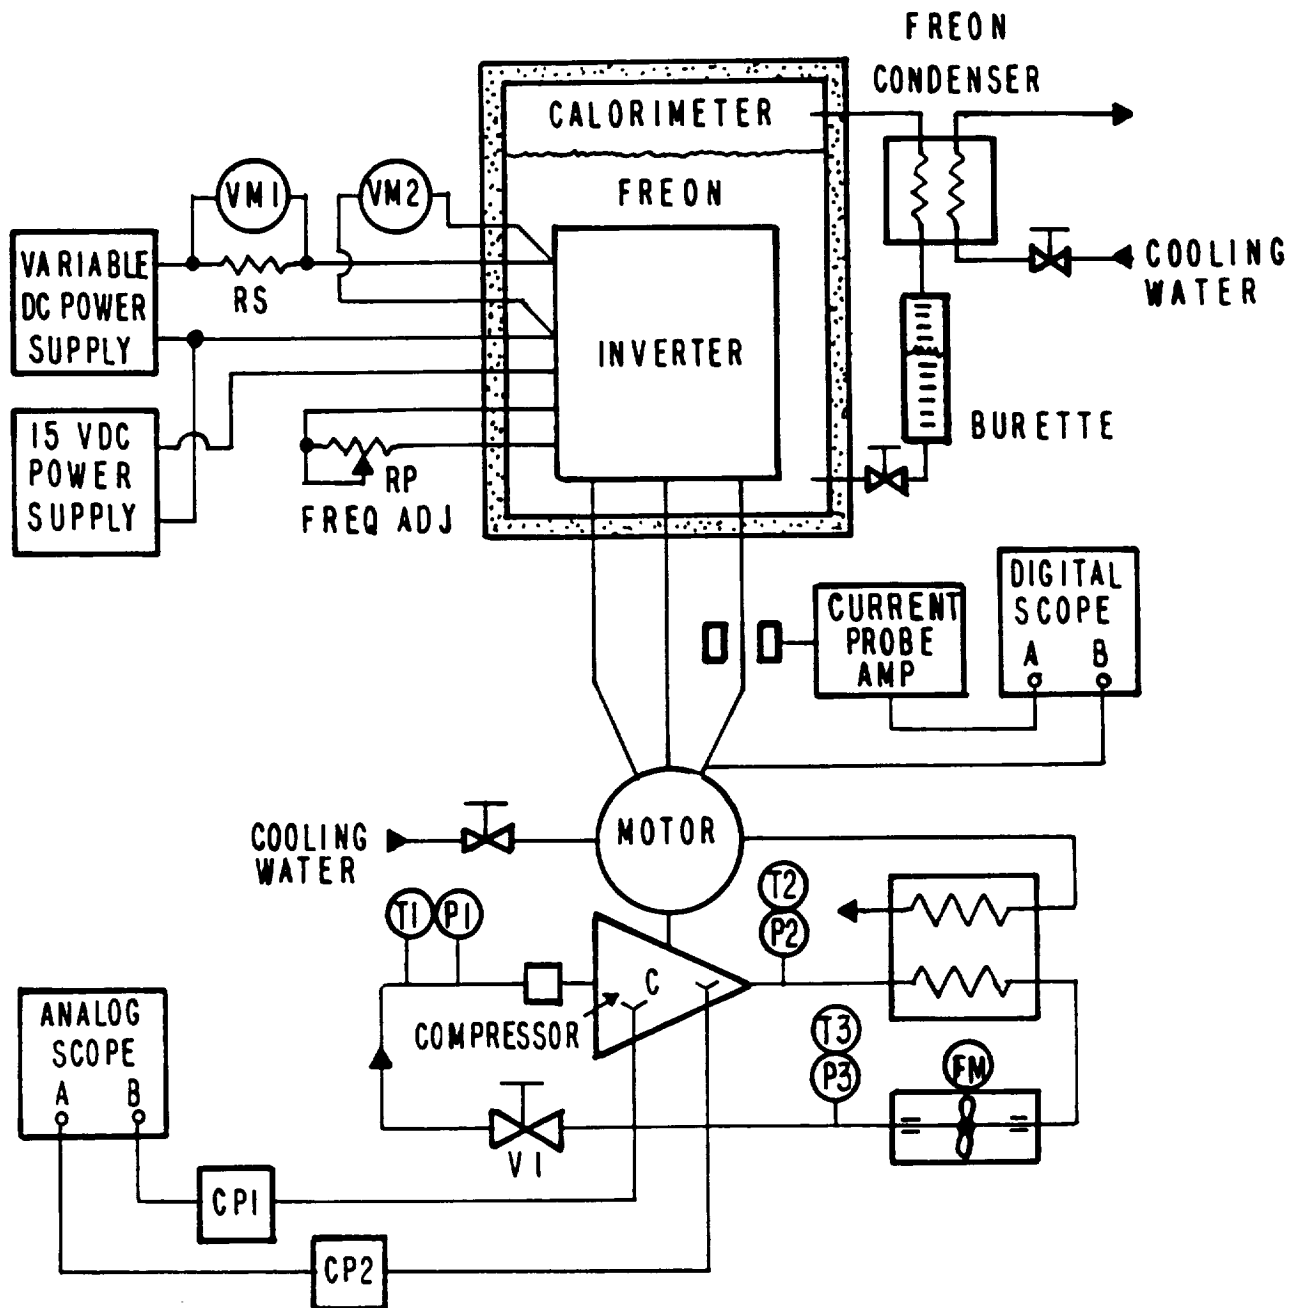 FREON
CONDENSER
CALORIMETER
FREON
VM1
VM2
VARIABLE
DC POWER
SUPPLY
RS
COOLING
WATER
INVERTER
15 VDC
POWER
SUPPLY
RP
FREQ ADJ
BURETTE
DIGITAL
SCOPE
A B
CURRENT
PROBE
AMP
MOTOR
COOLING
WATER
T1
P1
T2
P2
C
COMPRESSOR
T3
P3
FM
ANALOG
SCOPE
A B
V1
CP1
CP2